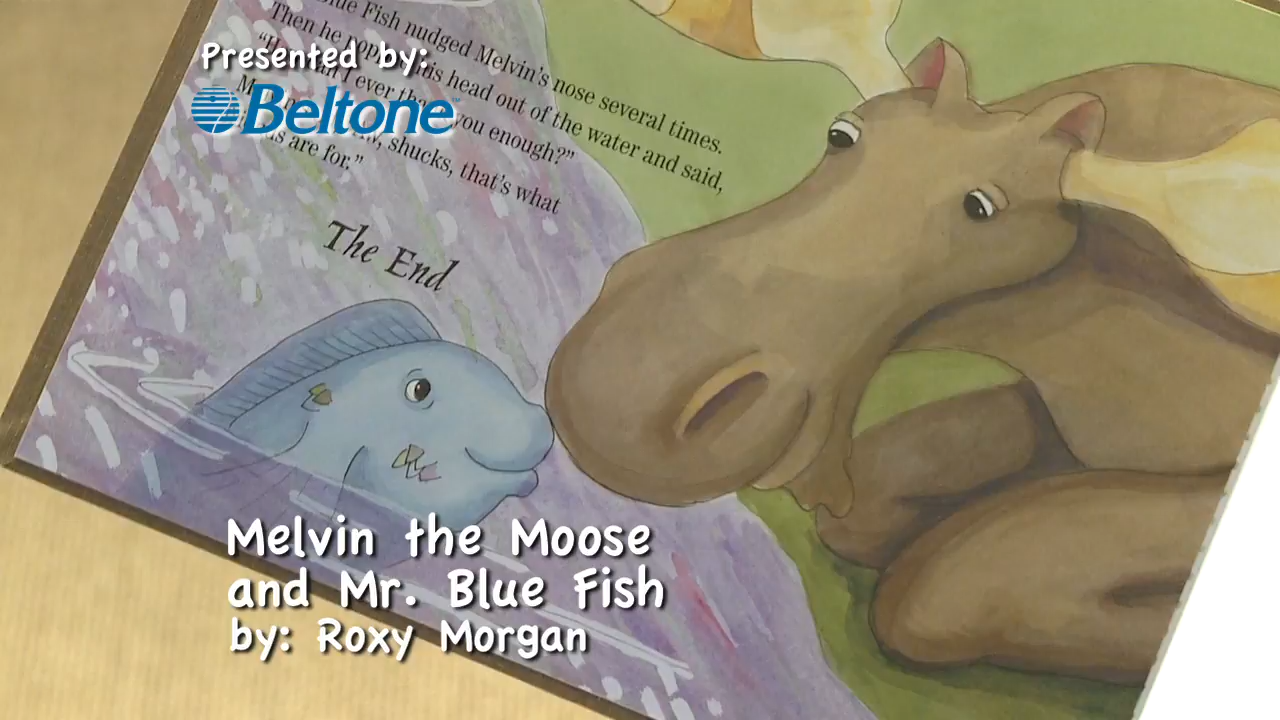 Presented by:
Beltone
Blue Fish nudged Melvin's nose several times.
Then he his head out of the water and said,
I ever you enough?"
shucks, that's what
are for."
The End
Melvin the Moose
and Mr. Blue Fish
by: Roxy Morgan